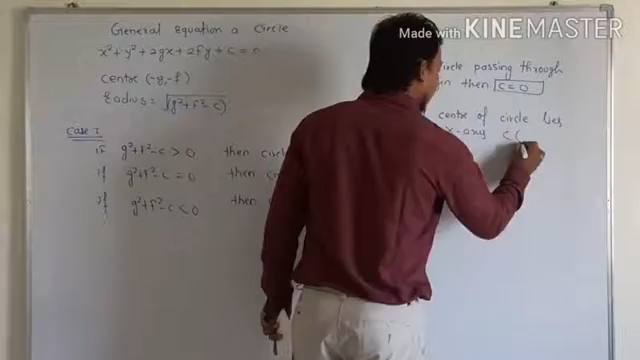 Made with KINEMASTER
General Equation a Circle
x²+y²+2gx+2fy+c=0
centre (-g,-f)
Radius = √(g²+f²-c)
Case I
if g²+f²-c > 0 then circle
if g²+f²-c = 0 then
if g²+f²-c < 0 then
circle passing through
then c=0
centre of circle lies
x-axis C(